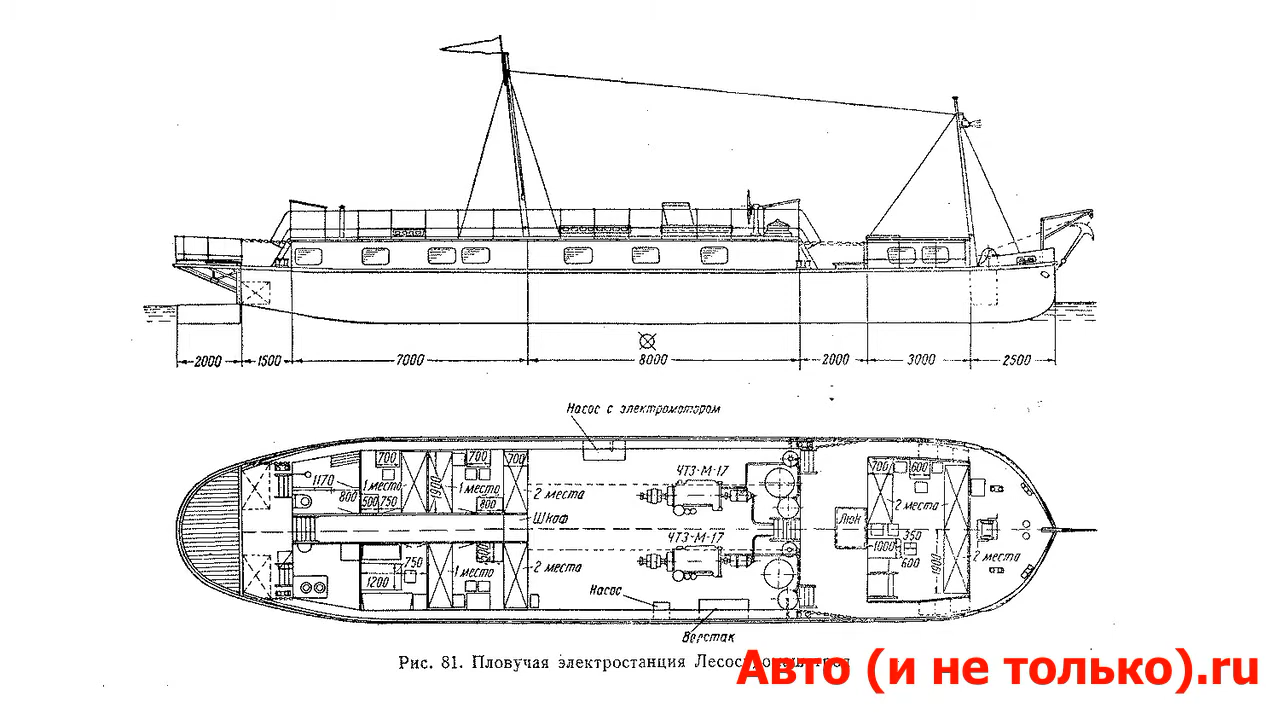 2000 1500 7000 8000 2000 3000 2500
Насос с электромотором
700 700 700 ЧТЗ-М-17 700 600
1170 1 место 1900 1 место
800 500 750 800 2 места 2 места
Шкаф Люк
ЧТЗ-М-17 350
750 600 1000 600
1200 1 место 2 места 1900 2 места
Насос
Верстак
Рис. 81. Пловучая электростанция
Авто (и не только).ru